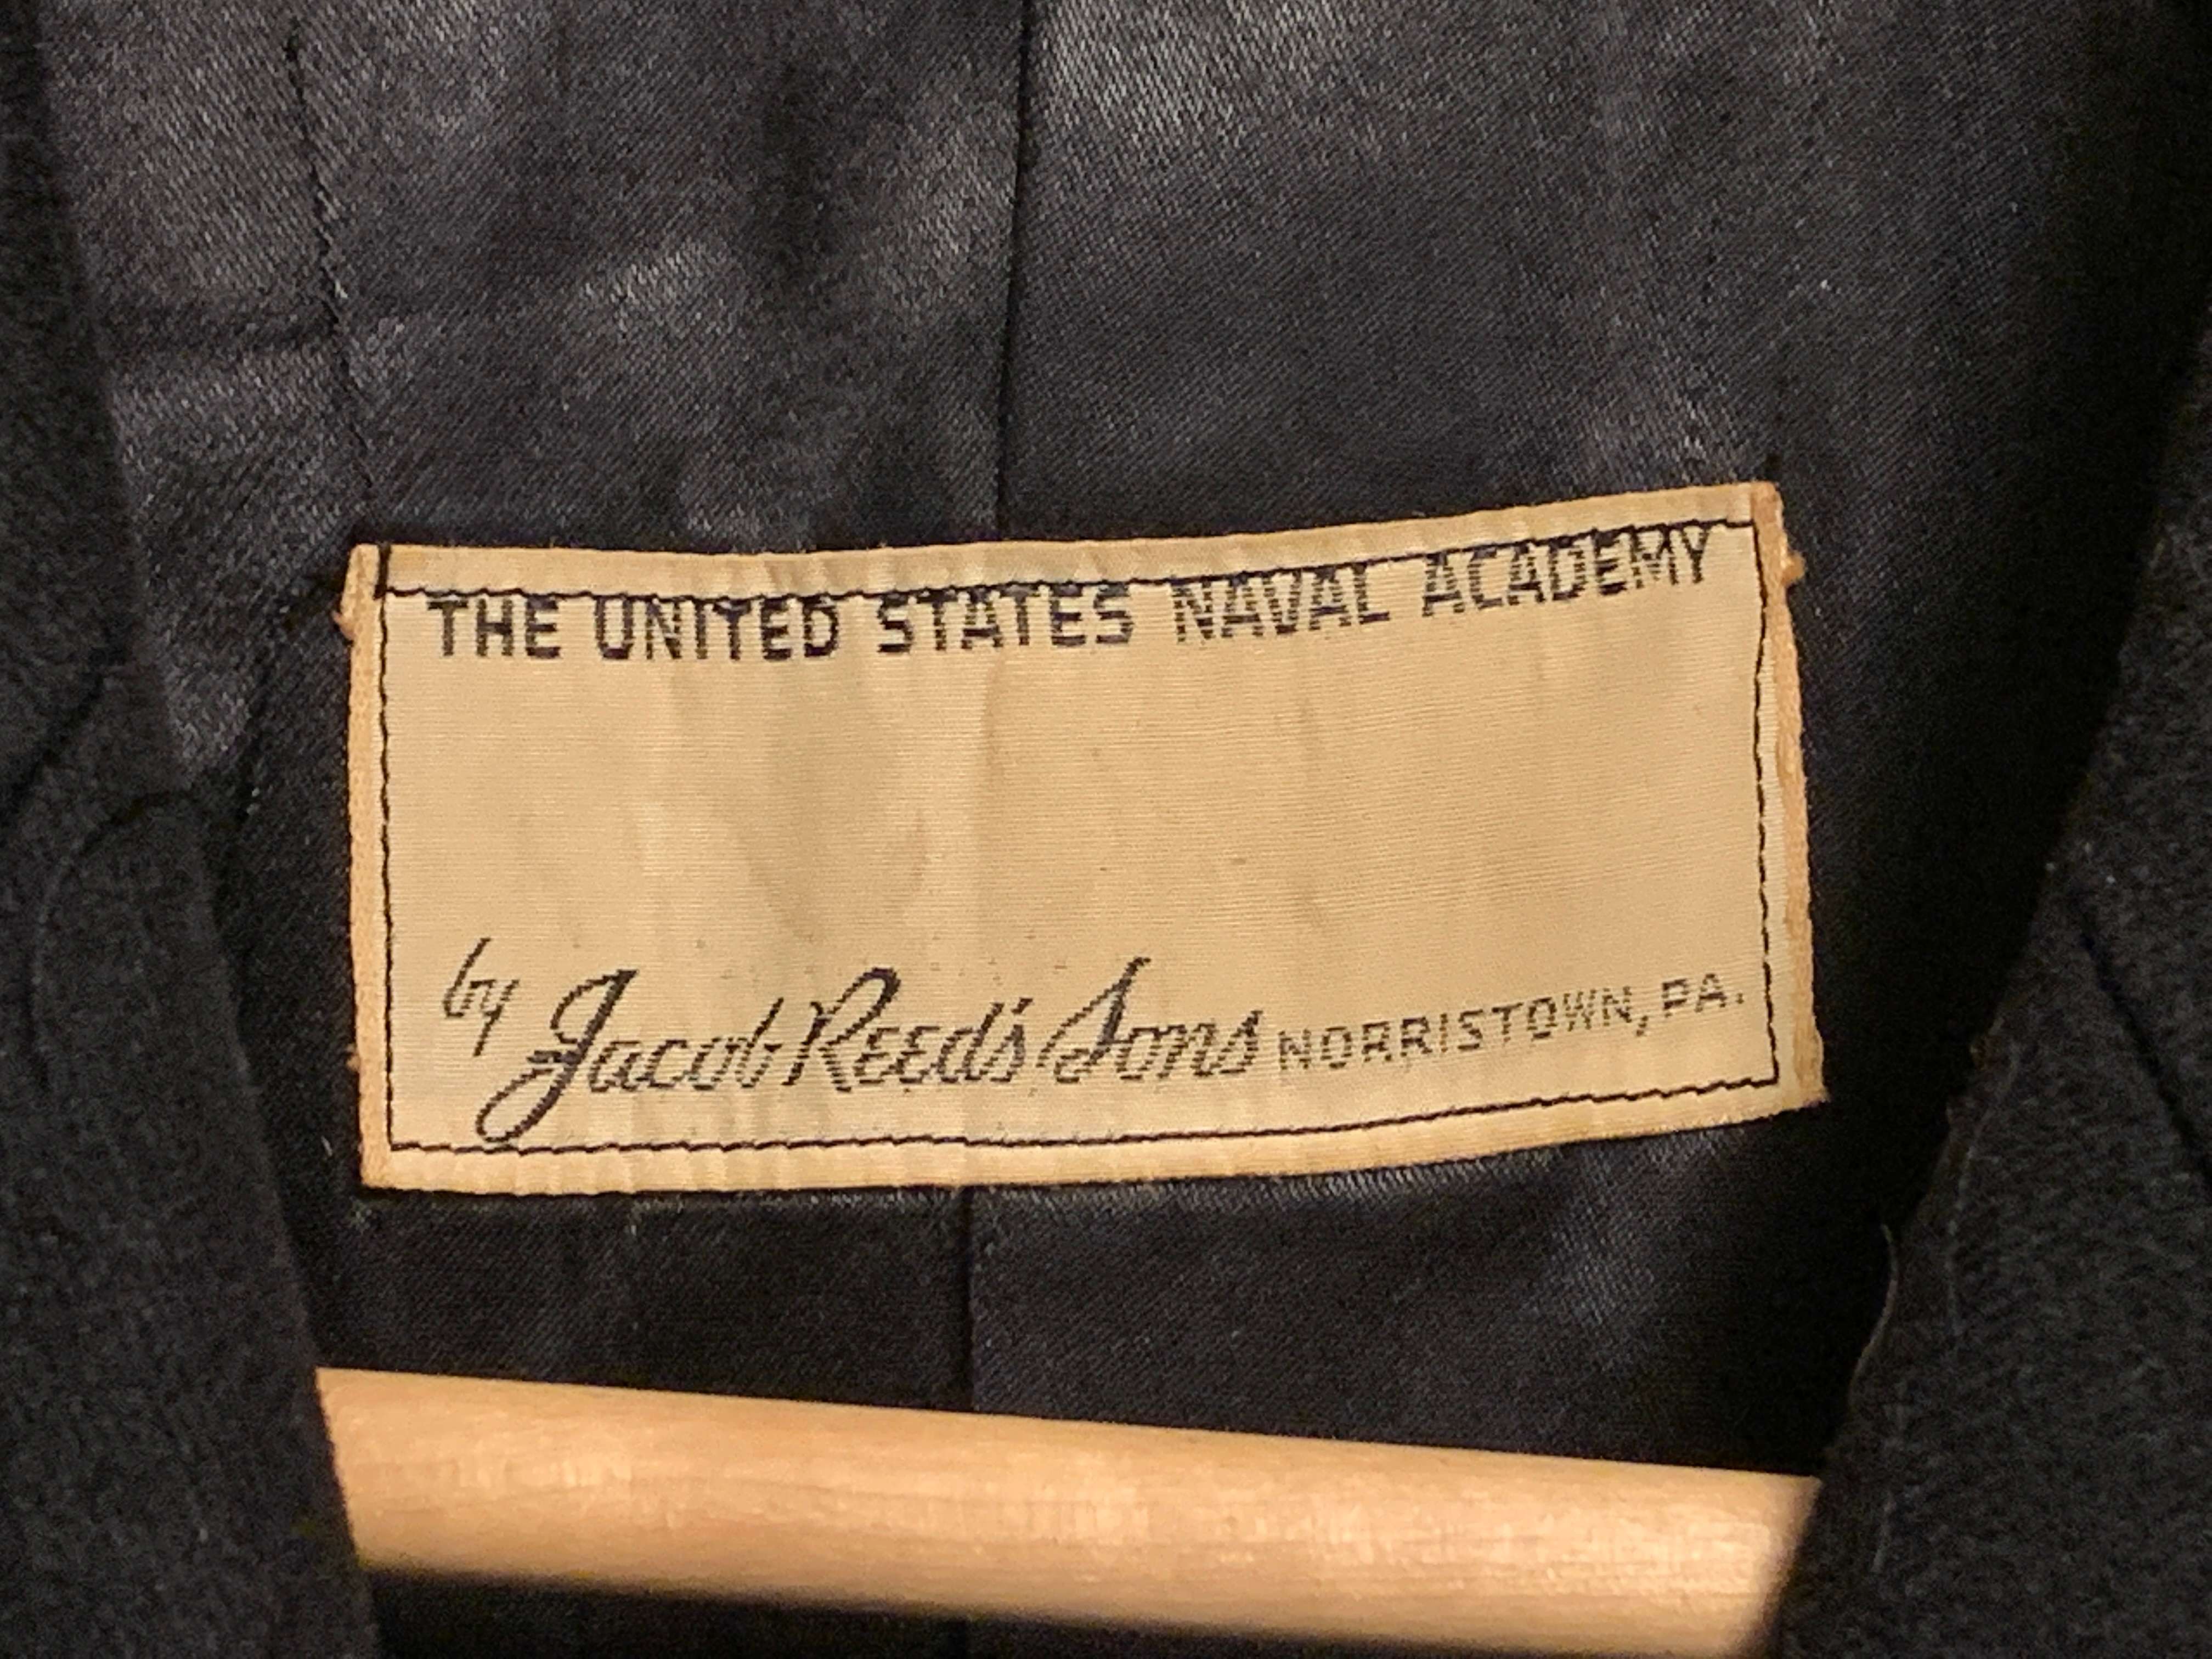 THE UNITED STATES NAVAL ACADEMY
by Jacob Reed's Sons NORRISTOWN, PA.